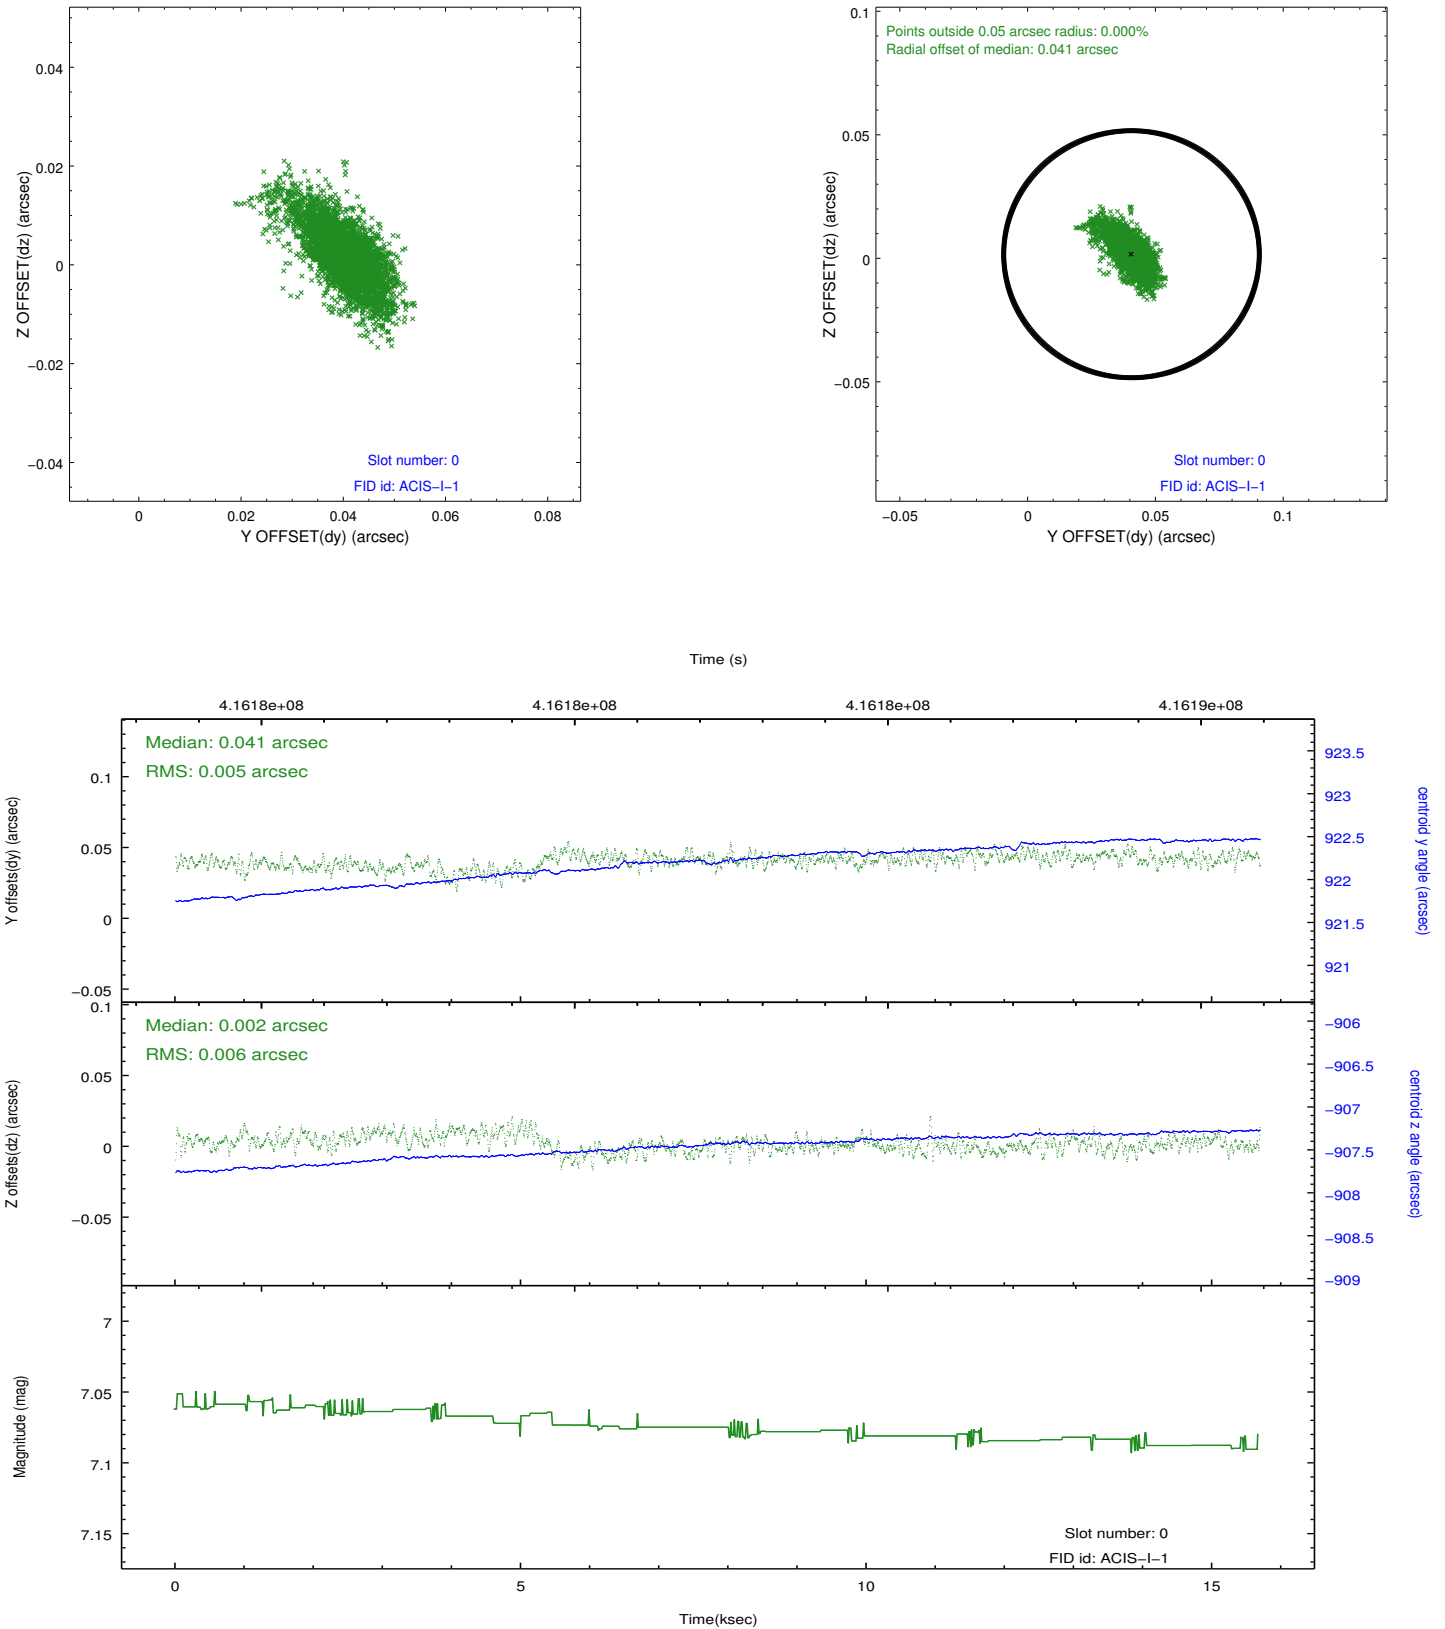 0.04
0.02
0
−0.02
−0.04
Z OFFSET(dz) (arcsec)
Slot number: 0
FID id: ACIS−I−1
0
0.02
0.04
0.06
0.08
Y OFFSET(dy) (arcsec)
0.1
0.05
0
−0.05
Z OFFSET(dz) (arcsec)
Points outside 0.05 arcsec radius: 0.000%
Radial offset of median: 0.041 arcsec
Slot number: 0
FID id: ACIS−I−1
−0.05
0
0.05
0.1
Y OFFSET(dy) (arcsec)
Time (s)
4.1618e+08
4.1618e+08
4.1618e+08
4.1619e+08
Median: 0.041 arcsec
RMS: 0.005 arcsec
0.1
0.05
0
−0.05
Y offsets(dy) (arcsec)
923.5
923
922.5
922
921.5
921
centroid y angle (arcsec)
Median: 0.002 arcsec
RMS: 0.006 arcsec
0.1
0.05
0
−0.05
Z offsets(dz) (arcsec)
−906
−906.5
−907
−907.5
−908
−908.5
−909
centroid z angle (arcsec)
7
7.05
7.1
7.15
Magnitude (mag)
Slot number: 0
FID id: ACIS−I−1
0
5
10
15
Time(ksec)